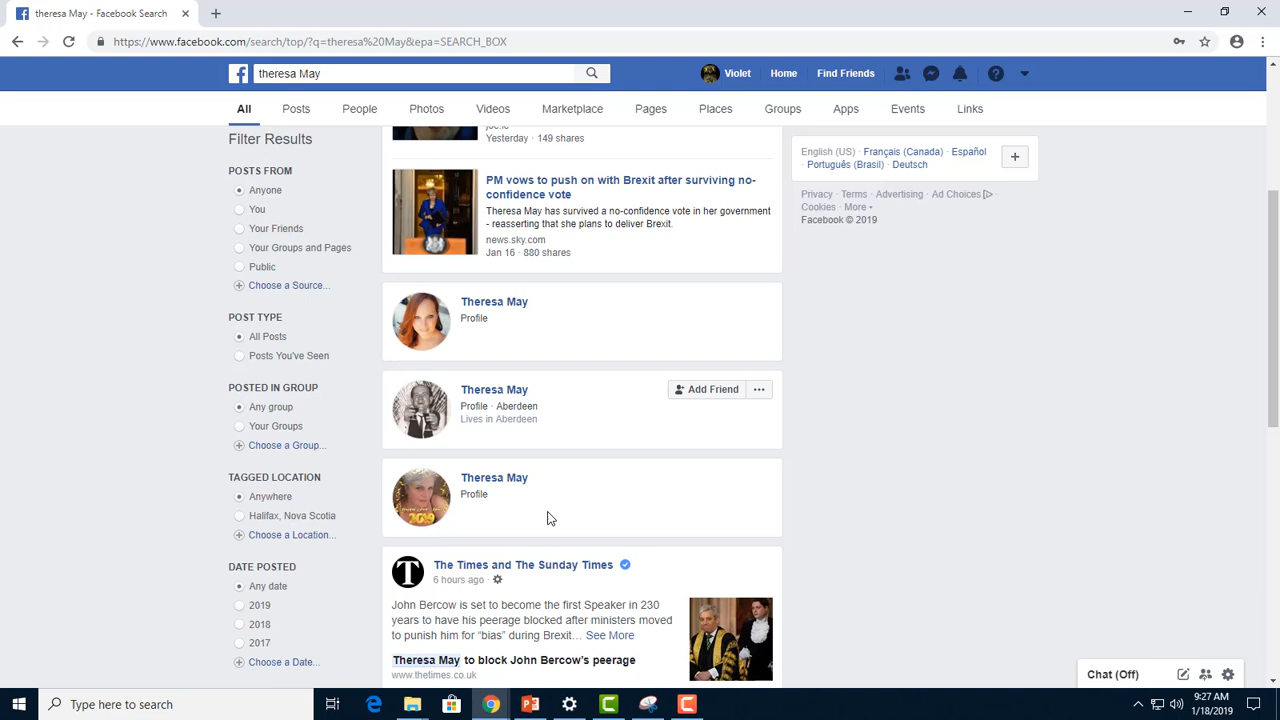 theresa May - Facebook Search
https://www.facebook.com/search/top/?q=theresa%20May&epa=SEARCH_BOX
theresa May
Violet Home Find Friends
All Posts People Photos Videos Marketplace Pages Places Groups Apps Events Links
Filter Results
POSTS FROM
Anyone
You
Your Friends
Your Groups and Pages
Public
Choose a Source...
POST TYPE
All Posts
Posts You've Seen
POSTED IN GROUP
Any group
Your Groups
Choose a Group...
TAGGED LOCATION
Anywhere
Halifax, Nova Scotia
Choose a Location...
DATE POSTED
Any date
2019
2018
2017
Choose a Date...
Yesterday · 149 shares
PM vows to push on with Brexit after surviving no-
confidence vote
Theresa May has survived a no-confidence vote in her government
- reasserting that she plans to deliver Brexit.
news.sky.com
Jan 16 · 880 shares
Theresa May
Profile
Theresa May
Profile · Aberdeen
Lives in Aberdeen
Add Friend
Theresa May
Profile
2019
The Times and The Sunday Times
6 hours ago ·
John Bercow is set to become the first Speaker in 230
years to have his peerage blocked after ministers moved
to punish him for “bias” during Brexit... See More
Theresa May to block John Bercow's peerage
www.thetimes.co.uk
English (US) · Français (Canada) · Español
· Português (Brasil) · Deutsch
Privacy · Terms · Advertising · Ad Choices ·
Cookies · More
Facebook © 2019
Chat (Off)
Type here to search
9:27 AM
1/18/2019